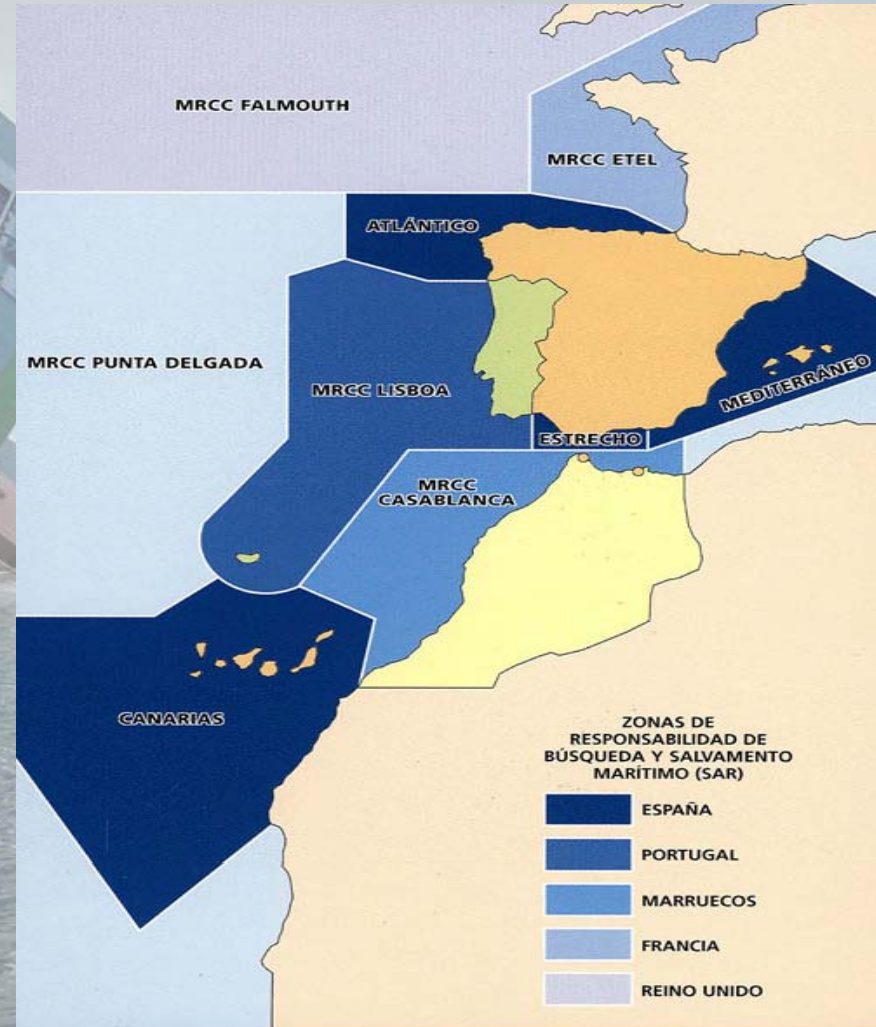 MRCC FALMOUTH
MRCC ETEL
ATLÁNTICO
MRCC PUNTA DELGADA
MRCC LISBOA
MEDITERRÁNEO
ESTRECHO
MRCC
CASABLANCA
CANARIAS
ZONAS DE
RESPONSABILIDAD DE
BÚSQUEDA Y SALVAMENTO
MARÍTIMO (SAR)
ESPAÑA
PORTUGAL
MARRUECOS
FRANCIA
REINO UNIDO